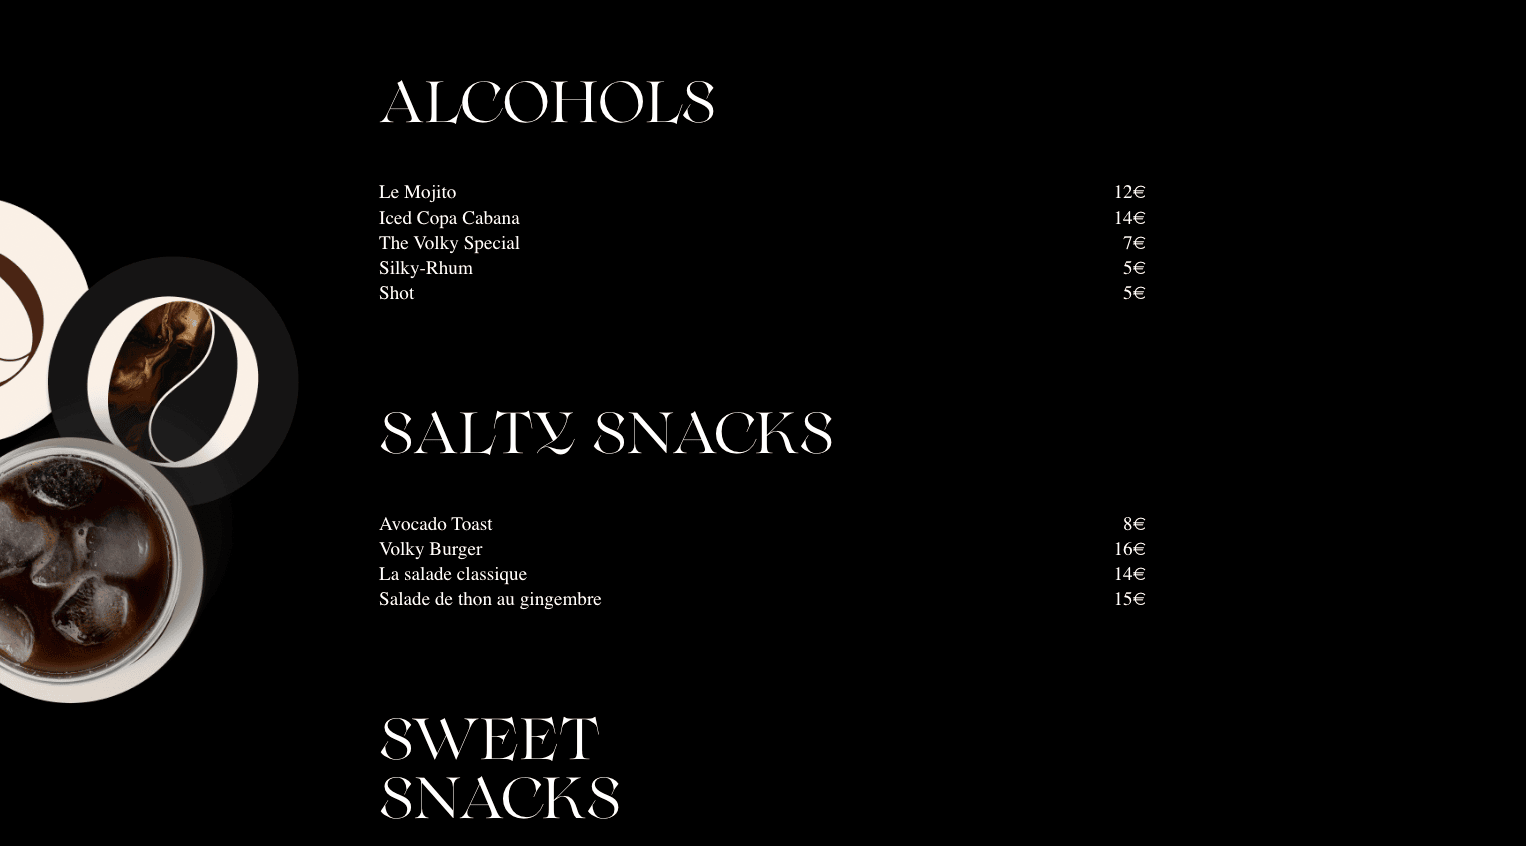 ALCOHOLS
Le Mojito 12€
Iced Copa Cabana 14€
The Volky Special 7€
Silky-Rhum 5€
Shot 5€
SALTY SNACKS
Avocado Toast 8€
Volky Burger 16€
La salade classique 14€
Salade de thon au gingembre 15€
SWEET
SNACKS